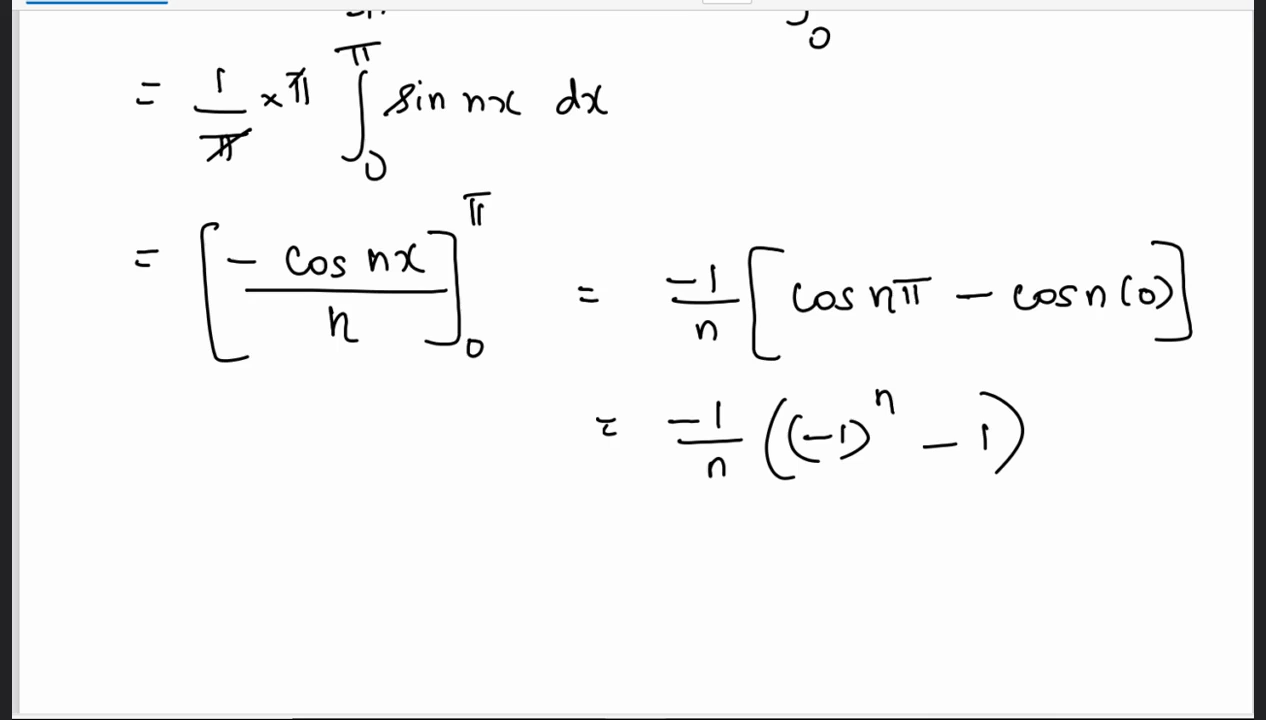 = 1/π × π ∫₀^π sin nx dx
= [ - cos nx / n ]₀^π = -1/n [ cos nπ - cos n(0) ]
= -1/n ( (-1)^n - 1 )